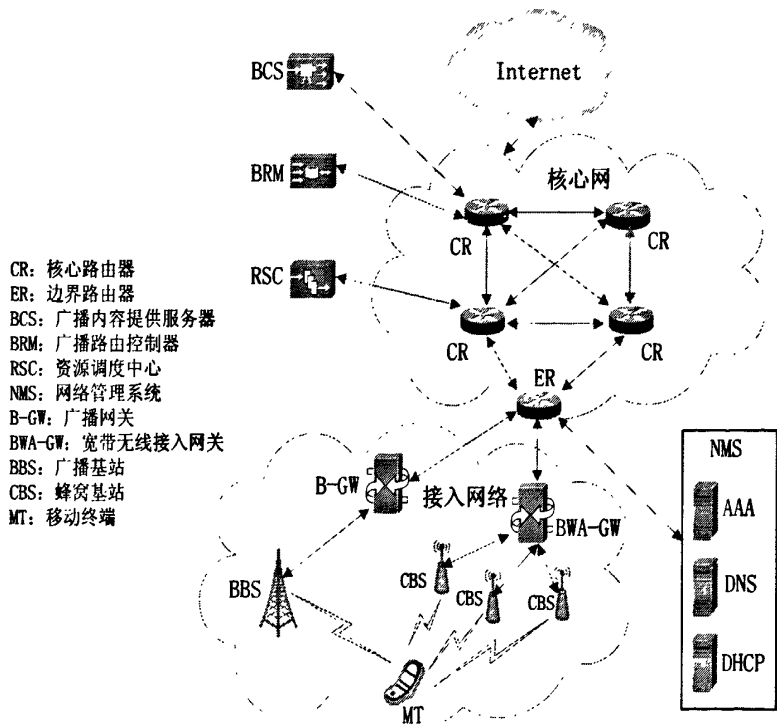 Internet
BCS
核心网
BRM
CR
CR
RSC
CR
CR
ER
CR：核心路由器
ER：边界路由器
BCS：广播内容提供服务器
BRM：广播路由控制器
RSC：资源调度中心
NMS：网络管理系统
B-GW：广播网关
BWA-GW：宽带无线接入网关
BBS：广播基站
CBS：蜂窝基站
MT：移动终端
B-GW
接入网络
BWA-GW
BBS
CBS
CBS
CBS
MT
NMS
AAA
DNS
DHCP